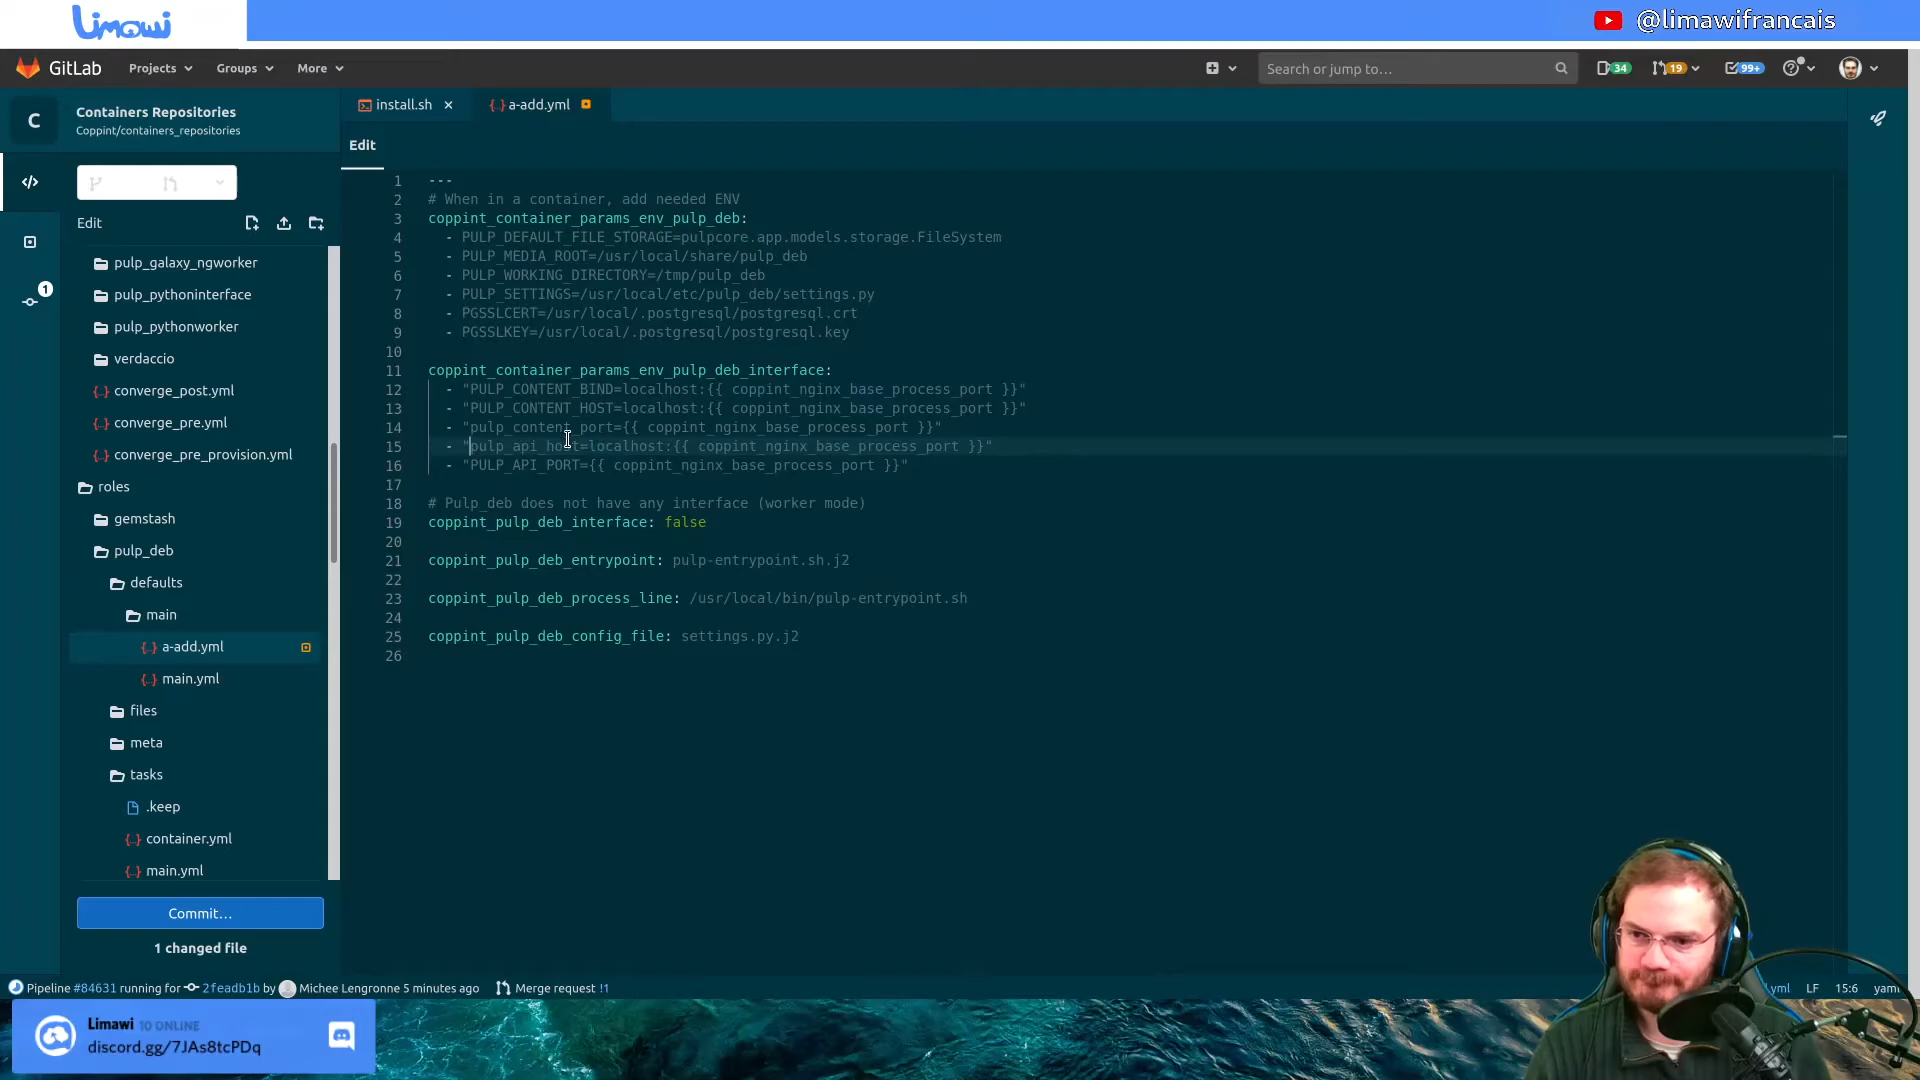 Limowi
@limawifrancais
GitLab Projects Groups More Search or jump to... 34 19 99+
C Containers Repositories
Coppint/containers_repositories
install.sh × {} a-add.yml
Edit
Edit
1
pulp_galaxy_ngworker
pulp_pythoninterface
pulp_pythonworker
verdaccio
converge_post.yml
converge_pre.yml
converge_pre_provision.yml
roles
gemstash
pulp_deb
defaults
main
a-add.yml
main.yml
files
meta
tasks
.keep
container.yml
main.yml
Commit...
1 changed file
1 ---
2 # When in a container, add needed ENV
3 coppint_container_params_env_pulp_deb:
4 - PULP_DEFAULT_FILE_STORAGE=pulpcore.app.models.storage.FileSystem
5 - PULP_MEDIA_ROOT=/usr/local/share/pulp_deb
6 - PULP_WORKING_DIRECTORY=/tmp/pulp_deb
7 - PULP_SETTINGS=/usr/local/etc/pulp_deb/settings.py
8 - PGSSLCERT=/usr/local/.postgresql/postgresql.crt
9 - PGSSLKEY=/usr/local/.postgresql/postgresql.key
10
11 coppint_container_params_env_pulp_deb_interface:
12 - "PULP_CONTENT_BIND=localhost:{{ coppint_nginx_base_process_port }}"
13 - "PULP_CONTENT_HOST=localhost:{{ coppint_nginx_base_process_port }}"
14 - "pulp_content_port={{ coppint_nginx_base_process_port }}"
15 - "pulp_api_host=localhost:{{ coppint_nginx_base_process_port }}"
16 - "PULP_API_PORT={{ coppint_nginx_base_process_port }}"
17
18 # Pulp_deb does not have any interface (worker mode)
19 coppint_pulp_deb_interface: false
20
21 coppint_pulp_deb_entrypoint: pulp-entrypoint.sh.j2
22
23 coppint_pulp_deb_process_line: /usr/local/bin/pulp-entrypoint.sh
24
25 coppint_pulp_deb_config_file: settings.py.j2
26
Pipeline #84631 running for 2feadb1b by Michee Lengronne 5 minutes ago Merge request !1 .yml LF 15:6 yaml
Limawi 10 ONLINE
discord.gg/7JAs8tcPDq